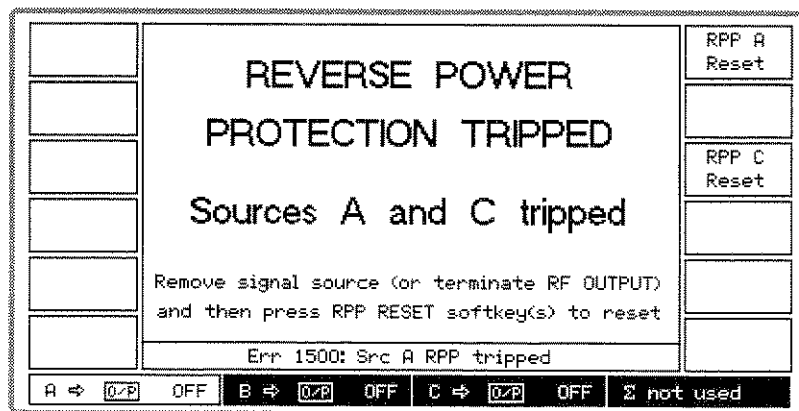 RPP A
Reset
REVERSE POWER
PROTECTION TRIPPED
RPP C
Reset
Sources A and C tripped
Remove signal source (or terminate RF OUTPUT)
and then press RPP RESET softkey(s) to reset
Err 1500: Src A RPP tripped
A ⇨ O/P OFF B ⇨ O/P OFF C ⇨ O/P OFF Σ not used